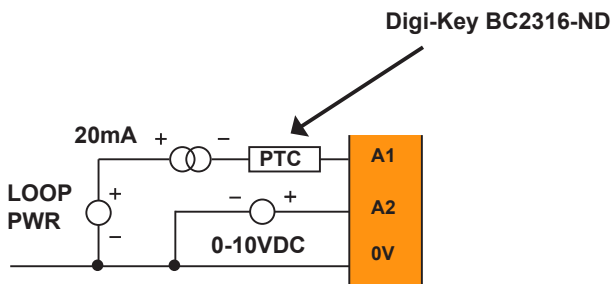 Digi-Key BC2316-ND
20mA + -
PTC
A1
LOOP
PWR
+
-
- +
A2
0-10VDC
0V